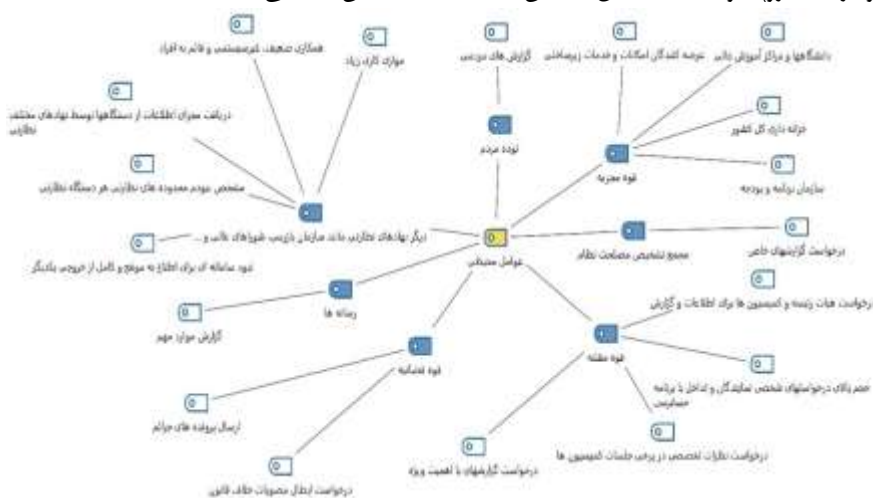 همکاری ضعیف، غیرسیستمی و قائم به افراد
موازی کاری زیاد
گزارش های مردمی
عرضه کنندگان امکانات و خدمات زیرساختی
دانشگاهها و مراکز آموزش عالی
دریافت مجزای اطلاعات از دستگاهها توسط نهادهای مختلف
نظارتی
توده مردم
خزانه داری کل کشور
قوه مجریه
سازمان برنامه و بودجه
مشخص نبودن محدوده های نظارتی هر دستگاه نظارتی
دیگر نهادهای نظارتی مانند سازمان بازرسی، شوراهای عالی و ...
عوامل محیطی
مجمع تشخیص مصلحت نظام
درخواست گزارشهای خاص
نبود سامانه ای برای اطلاع به موقع و کامل از خروجی یکدیگر
رسانه ها
گزارش موارد مهم
درخواست هیات رئیسه و کمیسیون ها برای اطلاعات و گزارش
قوه مقننه
قوه قضائیه
حجم بالای درخواستهای شخصی نمایندگان و تداخل با برنامه
حسابرسی
ارسال پرونده های جرائم
درخواست نظرات تخصصی در برخی جلسات کمیسیون ها
درخواست گزارشهای با اهمیت ویژه
درخواست ابطال مصوبات خلاف قانون